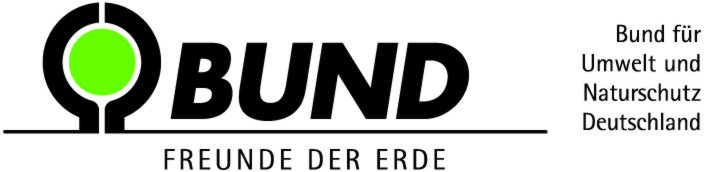 BUND
FREUNDE DER ERDE
Bund für
Umwelt und
Naturschutz
Deutschland